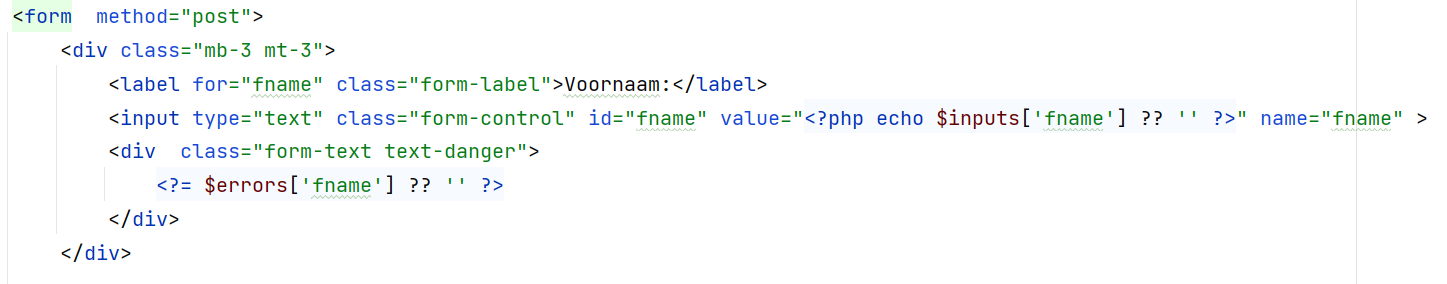 <form  method="post">
    <div class="mb-3 mt-3">
        <label for="fname" class="form-label">Voornaam:</label>
        <input type="text" class="form-control" id="fname" value="<?php echo $inputs['fname'] ?? '' ?>" name="fname" >
        <div  class="form-text text-danger">
            <?= $errors['fname'] ?? '' ?>
        </div>
    </div>